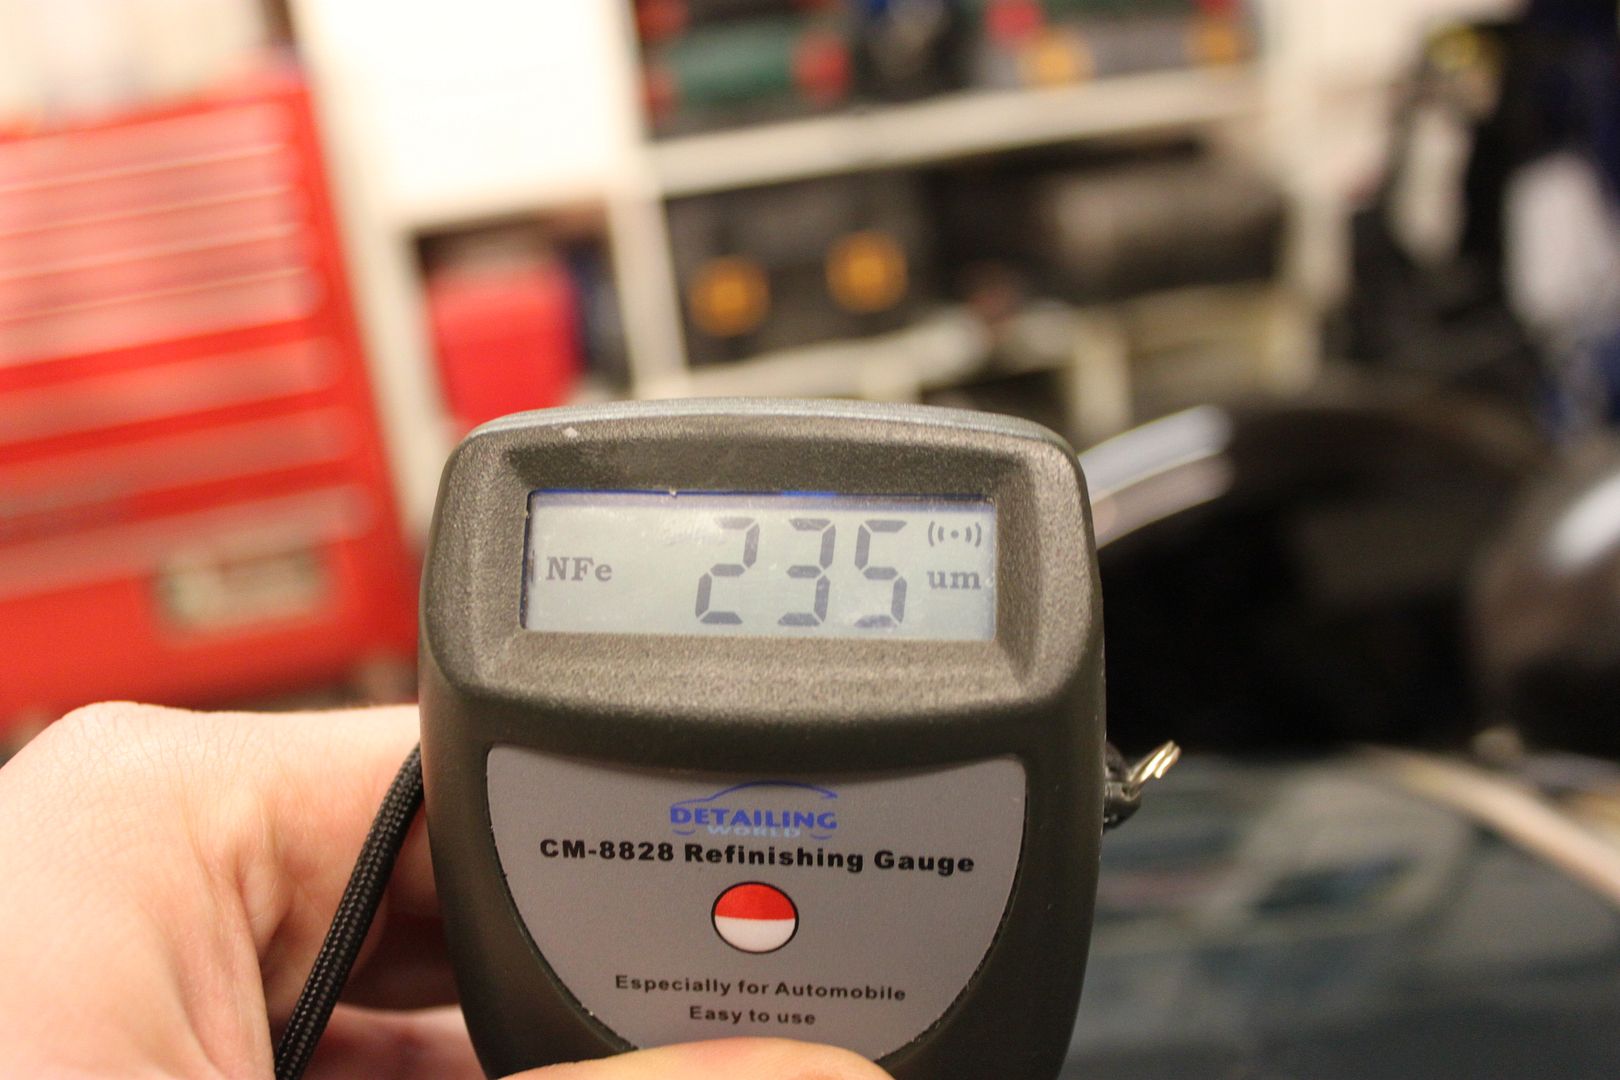 NFe 235 ((•)) um
DETAILING
WORLD
CM-8828 Refinishing Gauge
Especially for Automobile
Easy to use